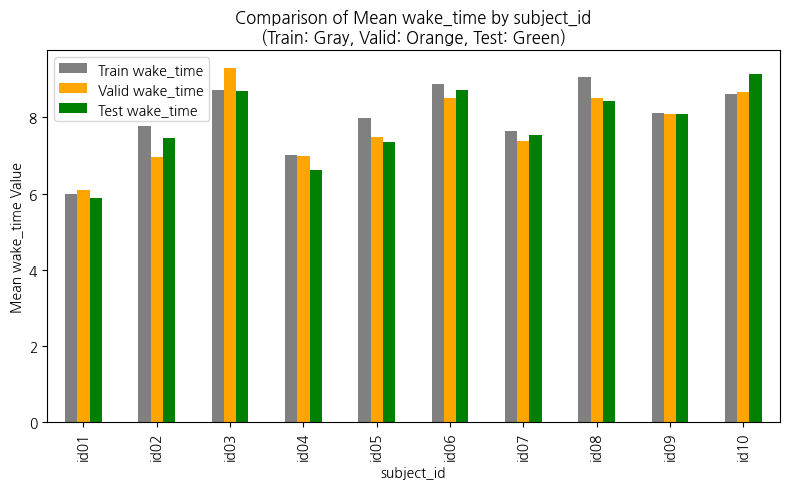 Comparison of Mean wake_time by subject_id
(Train: Gray, Valid: Orange, Test: Green)
Train wake_time
Valid wake_time
Test wake_time
Mean wake_time Value
8
6
4
2
0
id01
id02
id03
id04
id05
id06
id07
id08
id09
id10
subject_id